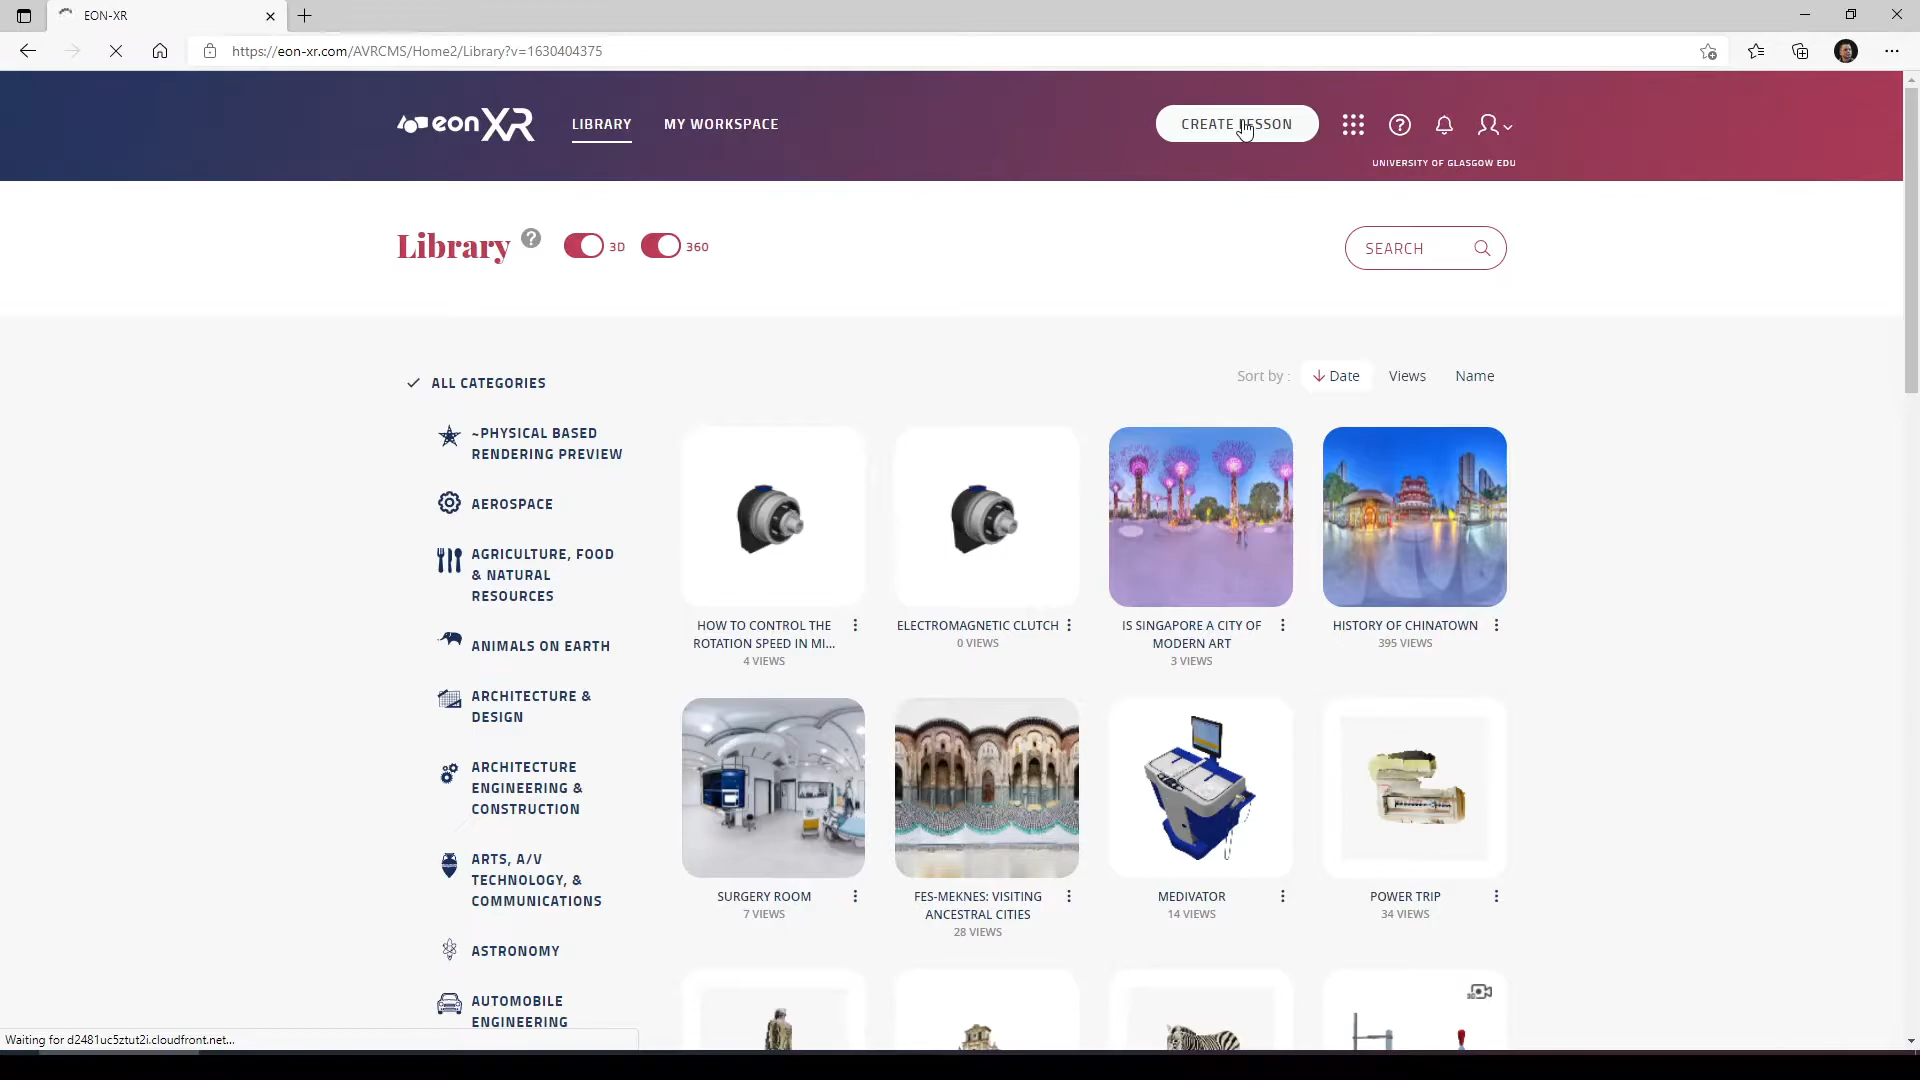 EON-XR
https://eon-xr.com/AVRCMS/Home2/Library?v=1630404375
eonXR
LIBRARY
MY WORKSPACE
CREATE LESSON
UNIVERSITY OF GLASGOW EDU
Library
3D
360
SEARCH
ALL CATEGORIES
Sort by :
Date
Views
Name
~PHYSICAL BASED
RENDERING PREVIEW
AEROSPACE
AGRICULTURE, FOOD
& NATURAL
RESOURCES
ANIMALS ON EARTH
ARCHITECTURE &
DESIGN
ARCHITECTURE
ENGINEERING &
CONSTRUCTION
ARTS, A/V
TECHNOLOGY, &
COMMUNICATIONS
ASTRONOMY
AUTOMOBILE
ENGINEERING
HOW TO CONTROL THE
ROTATION SPEED IN MI...
4 VIEWS
ELECTROMAGNETIC CLUTCH
0 VIEWS
IS SINGAPORE A CITY OF
MODERN ART
3 VIEWS
HISTORY OF CHINATOWN
395 VIEWS
SURGERY ROOM
7 VIEWS
FES-MEKNES: VISITING
ANCESTRAL CITIES
28 VIEWS
MEDIVATOR
14 VIEWS
POWER TRIP
34 VIEWS
Waiting for d2481uc5ztut2i.cloudfront.net...